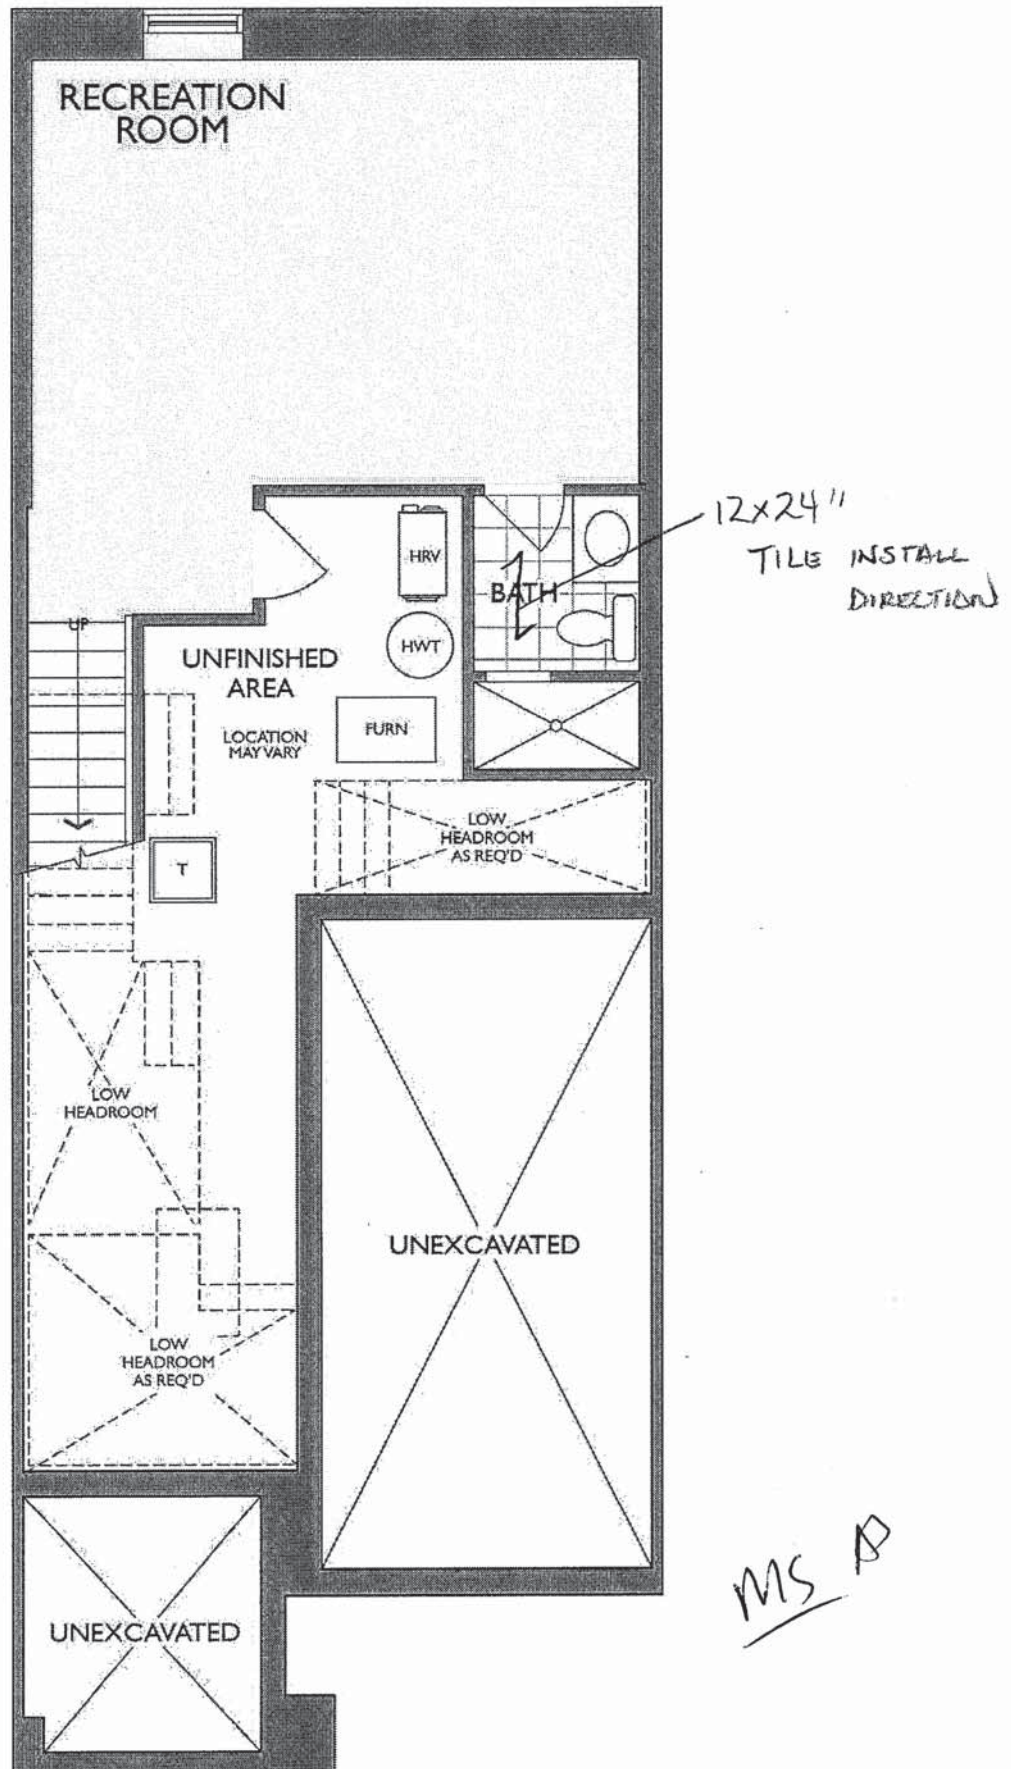 RECREATION
ROOM
12x24"
TILE INSTALL
DIRECTION
HRV
BATH
UP
HWT
UNFINISHED
AREA
LOCATION
MAY VARY
FURN
LOW
HEADROOM
AS REQ'D
T
LOW
HEADROOM
UNEXCAVATED
LOW
HEADROOM
AS REQ'D
MS
UNEXCAVATED